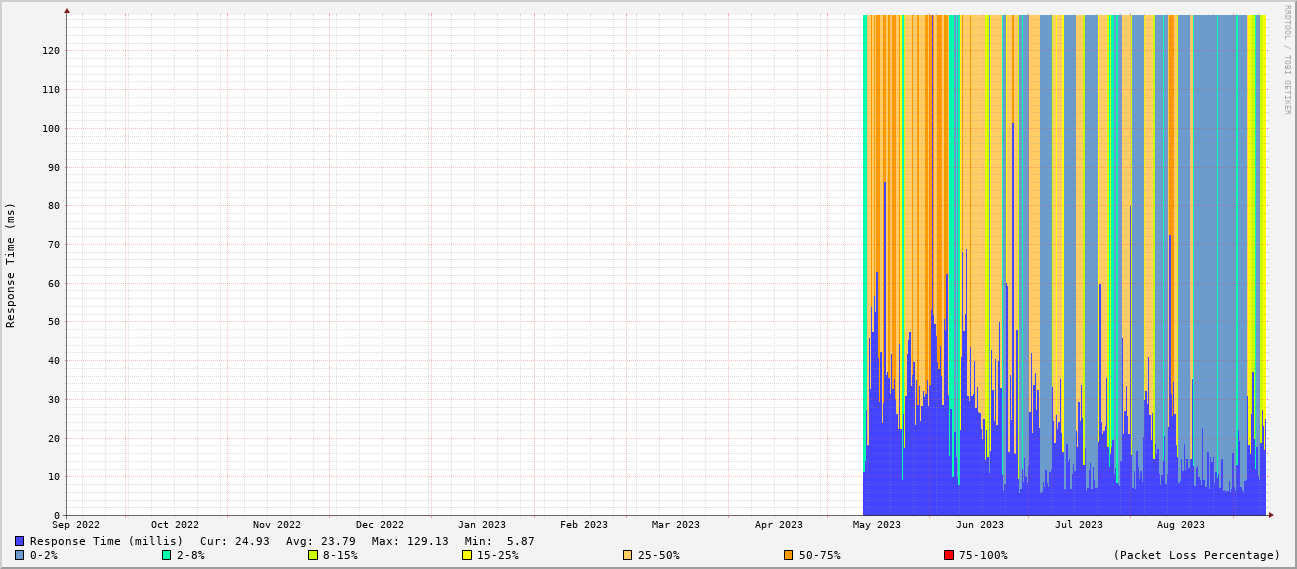 RRDTOOL / TOBI OETIKER
Response Time (ms)
120
110
100
90
80
70
60
50
40
30
20
10
0
Sep 2022 Oct 2022 Nov 2022 Dec 2022 Jan 2023 Feb 2023 Mar 2023 Apr 2023 May 2023 Jun 2023 Jul 2023 Aug 2023
Response Time (millis) Cur: 24.93 Avg: 23.79 Max: 129.13 Min: 5.87
0-2% 2-8% 8-15% 15-25% 25-50% 50-75% 75-100% (Packet Loss Percentage)